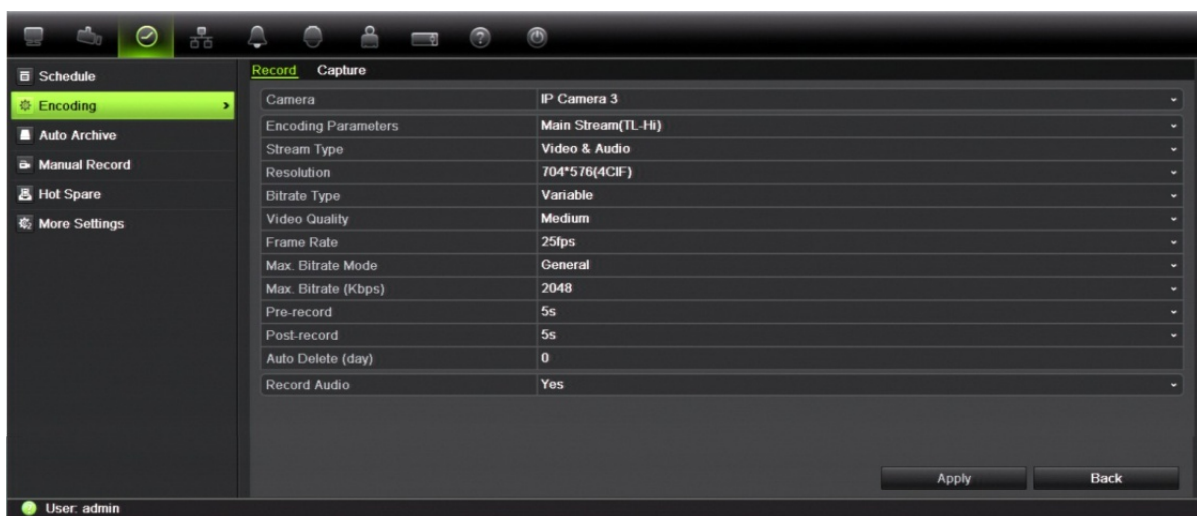 Schedule
Encoding
Auto Archive
Manual Record
Hot Spare
More Settings
Record Capture
Camera IP Camera 3
Encoding Parameters Main Stream(TL-Hi)
Stream Type Video & Audio
Resolution 704*576(4CIF)
Bitrate Type Variable
Video Quality Medium
Frame Rate 25fps
Max. Bitrate Mode General
Max. Bitrate (Kbps) 2048
Pre-record 5s
Post-record 5s
Auto Delete (day) 0
Record Audio Yes
Apply Back
User: admin